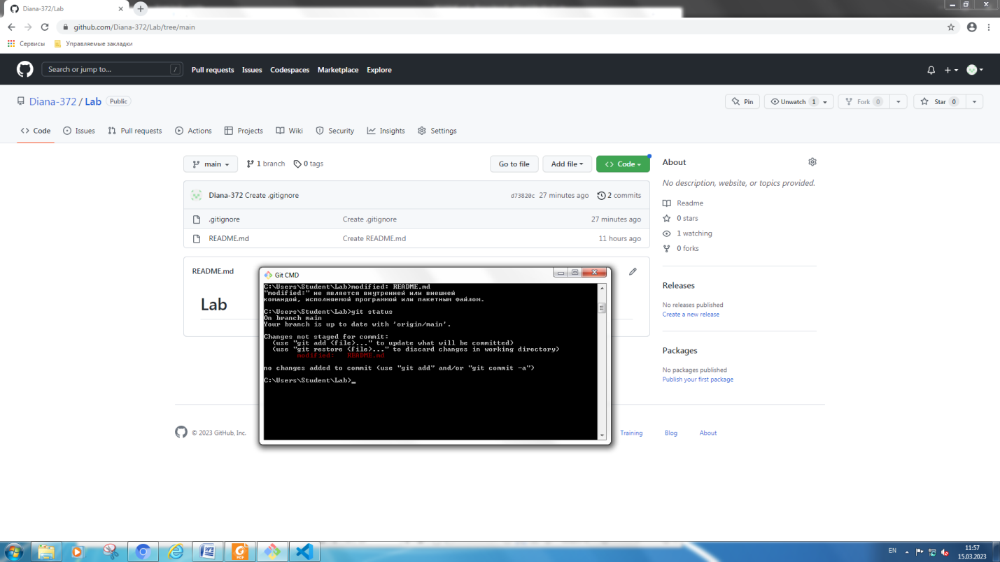 Diana-372/Lab
github.com/Diana-372/Lab/tree/main
Сервисы Управляемые закладки
Search or jump to... / Pull requests Issues Codespaces Marketplace Explore
Diana-372 / Lab Public Pin Unwatch 1 Fork 0 Star 0
Code Issues Pull requests Actions Projects Wiki Security Insights Settings
main 1 branch 0 tags Go to file Add file Code
Diana-372 Create .gitignore d73820c 27 minutes ago 2 commits
.gitignore Create .gitignore 27 minutes ago
README.md Create README.md 11 hours ago
README.md
Lab
About
No description, website, or topics provided.
Readme
0 stars
1 watching
0 forks
Releases
No releases published
Create a new release
Packages
No packages published
Publish your first package
Git CMD
C:\Users\Student\Lab>modified: README.md
"modified:" не является внутренней или внешней
командой, исполняемой программой или пакетным файлом.
C:\Users\Student\Lab>git status
On branch main
Your branch is up to date with 'origin/main'.
Changes not staged for commit:
(use "git add <file>..." to update what will be committed)
(use "git restore <file>..." to discard changes in working directory)
modified: README.md
no changes added to commit (use "git add" and/or "git commit -a")
C:\Users\Student\Lab>_
© 2023 GitHub, Inc. Training Blog About
EN 11:57
15.03.2023